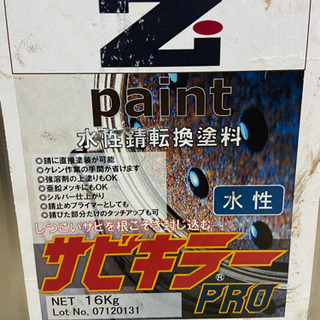 Z
paint
水性錆転換塗料
◎錆に直接塗装が可能
◎ケレン作業の手間が省けます
◎強溶剤の上塗りもOK
◎亜鉛メッキにもOK
◎シルバー仕上がり
◎錆止めプライマーとしても
◎錆びた部分だけのタッチアップも可
水性
しつこいサビを根こそぎ封じ込む
サビキラー®
PRO
NET 16Kg
Lot No, 07120131